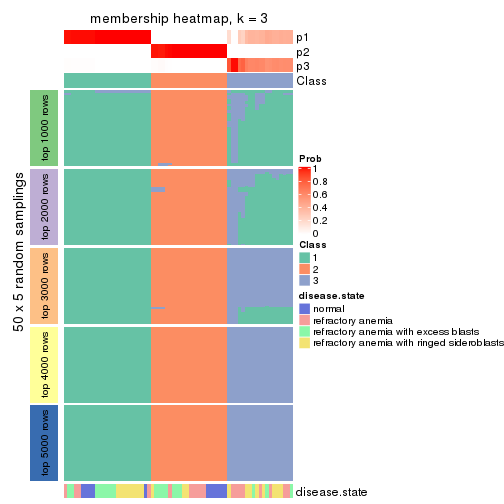 membership heatmap, k = 3
p1
p2
p3
Class
50 x 5 random samplings
top 1000 rows
top 2000 rows
top 3000 rows
top 4000 rows
top 5000 rows
Prob
1
0.8
0.6
0.4
0.2
0
Class
1
2
3
disease.state
normal
refractory anemia
refractory anemia with excess blasts
refractory anemia with ringed sideroblasts
disease.state